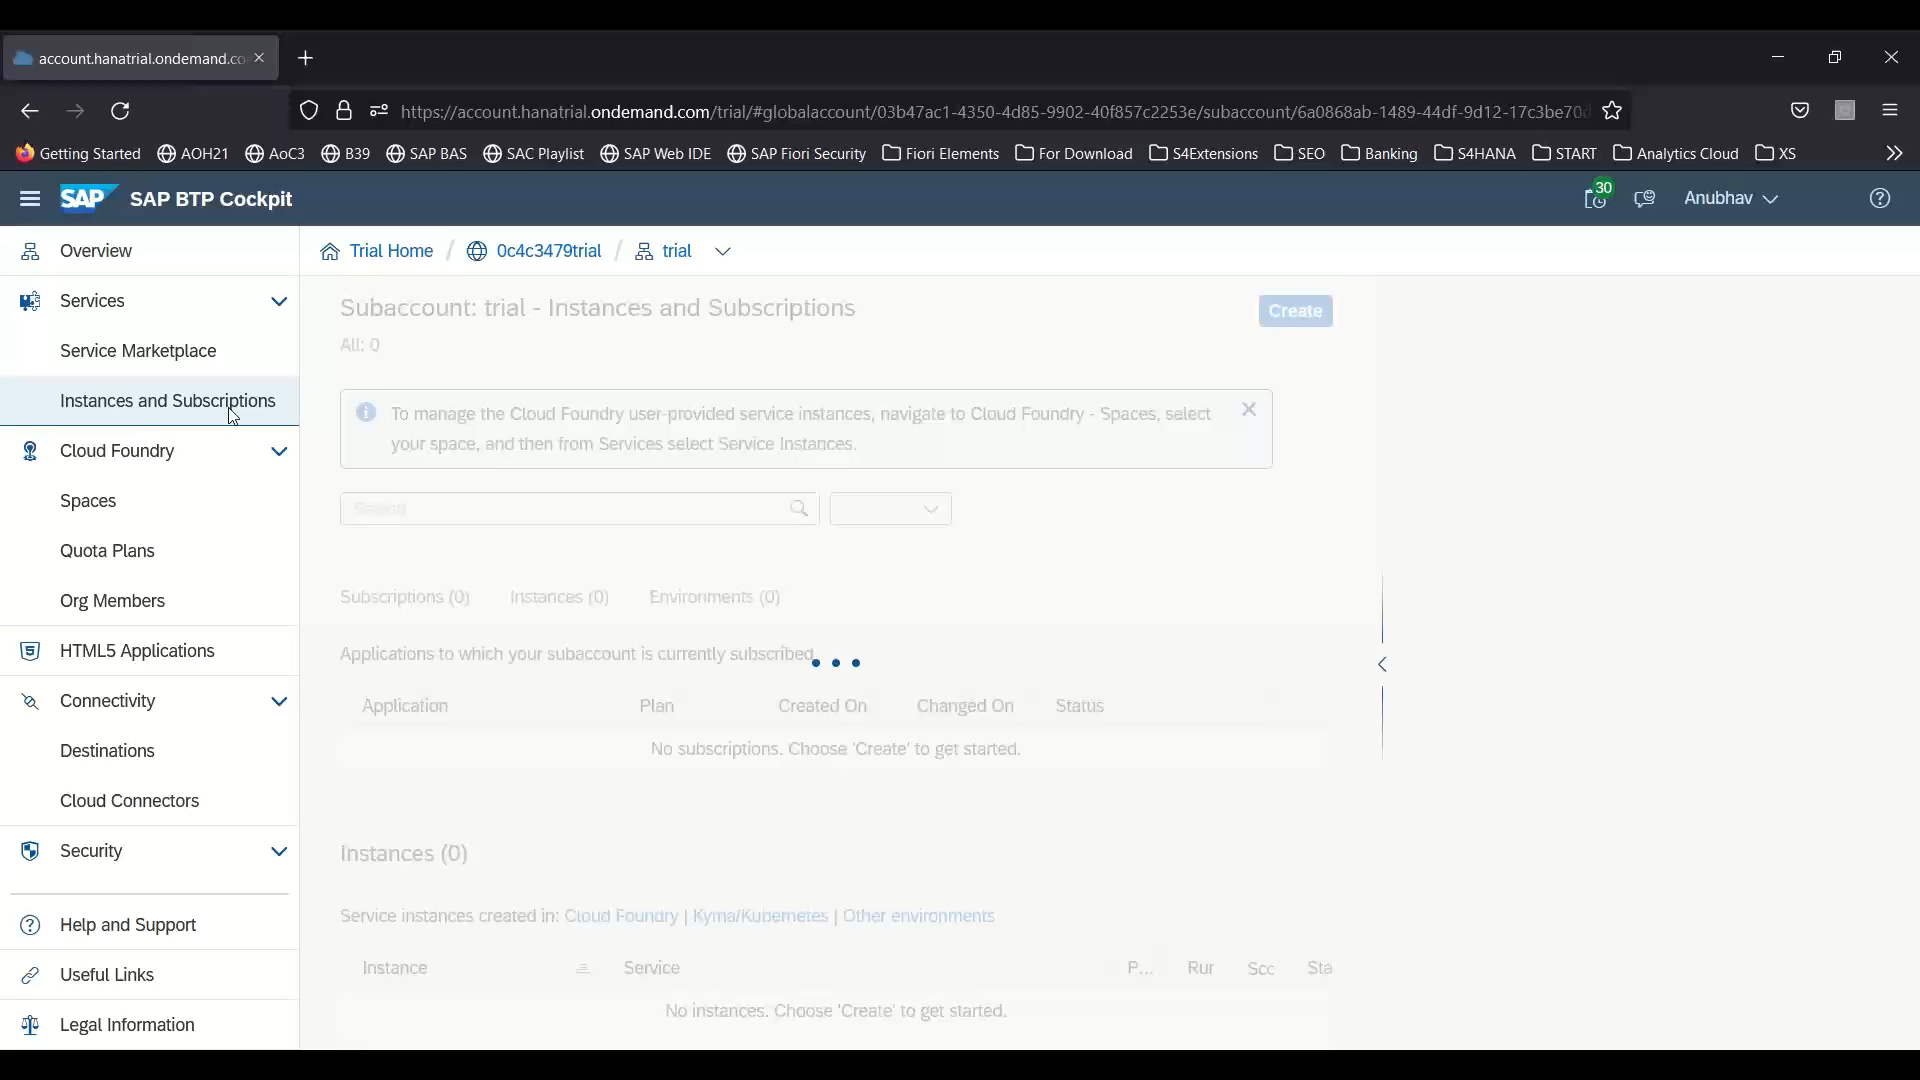 account.hanatrial.ondemand.co
https://account.hanatrial.ondemand.com/trial/#globalaccount/03b47ac1-4350-4d85-9902-40f857c2253e/subaccount/6a0868ab-1489-44df-9d12-17c3be70d
Getting Started AOH21 AoC3 B39 SAP BAS SAC Playlist SAP Web IDE SAP Fiori Security Fiori Elements For Download S4Extensions SEO Banking S4HANA START Analytics Cloud XS
SAP SAP BTP Cockpit 30 Anubhav
Overview
Services
Service Marketplace
Instances and Subscriptions
Cloud Foundry
Spaces
Quota Plans
Org Members
HTML5 Applications
Connectivity
Destinations
Cloud Connectors
Security
Help and Support
Useful Links
Legal Information
Trial Home / 0c4c3479trial / trial
Subaccount: trial - Instances and Subscriptions Create
All: 0
To manage the Cloud Foundry user-provided service instances, navigate to Cloud Foundry - Spaces, select
your space, and then from Services select Service Instances.
Search
Subscriptions (0) Instances (0) Environments (0)
Applications to which your subaccount is currently subscribed.
Application Plan Created On Changed On Status
No subscriptions. Choose 'Create' to get started.
Instances (0)
Service instances created in: Cloud Foundry | Kyma/Kubernetes | Other environments
Instance Service P... Rur Scc Sta
No instances. Choose 'Create' to get started.